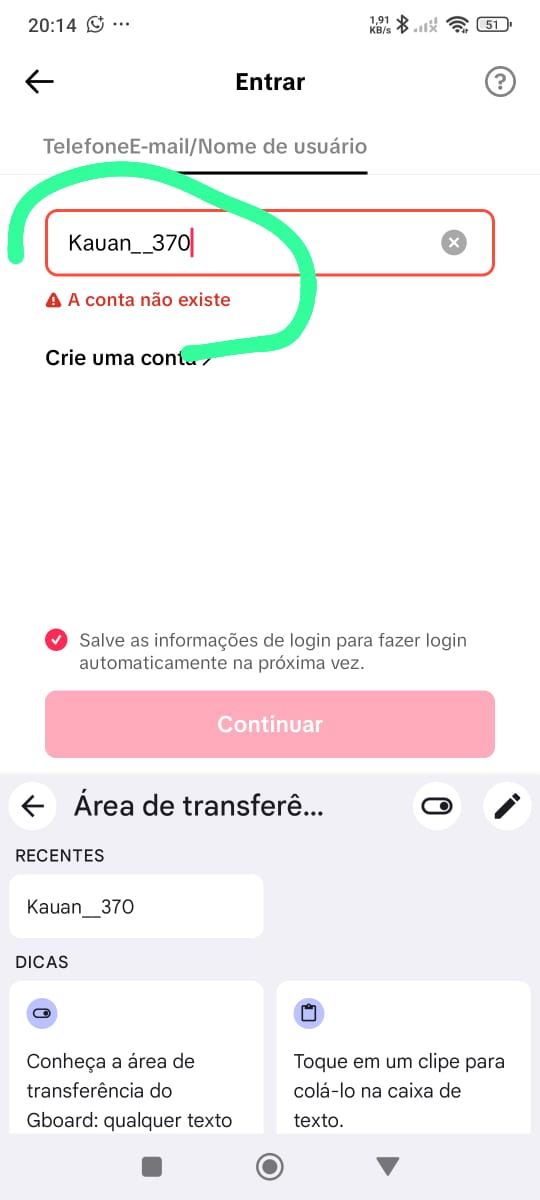 20:14
1,91
KB/s
51
Entrar
?
TelefoneE-mail/Nome de usuário
Kauan__370
A conta não existe
Crie uma conta
Salve as informações de login para fazer login
automaticamente na próxima vez.
Continuar
Área de transferê...
RECENTES
Kauan__370
DICAS
Conheça a área de
transferência do
Gboard: qualquer texto
Toque em um clipe para
colá-lo na caixa de
texto.